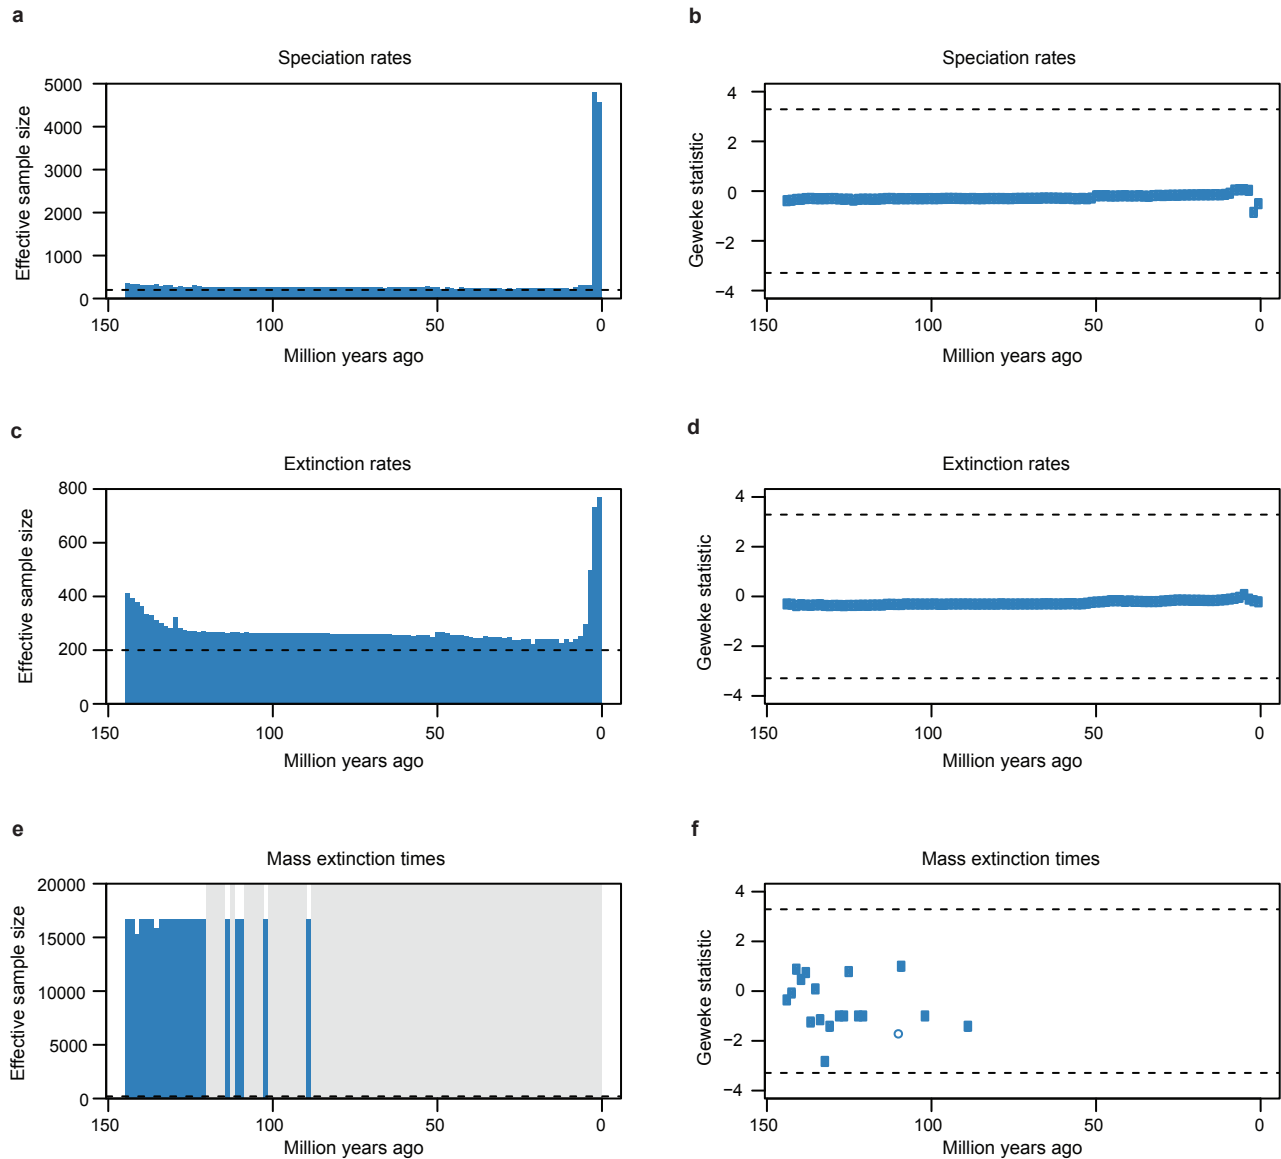 a
Speciation rates
Effective sample size
5000
4000
3000
2000
1000
0
150
100
50
0
Million years ago
b
Speciation rates
Geweke statistic
4
2
0
−2
−4
150
100
50
0
Million years ago
c
Extinction rates
Effective sample size
800
600
400
200
0
150
100
50
0
Million years ago
d
Extinction rates
Geweke statistic
4
2
0
−2
−4
150
100
50
0
Million years ago
e
Mass extinction times
Effective sample size
20000
15000
10000
5000
0
150
100
50
0
Million years ago
f
Mass extinction times
Geweke statistic
4
2
0
−2
−4
150
100
50
0
Million years ago